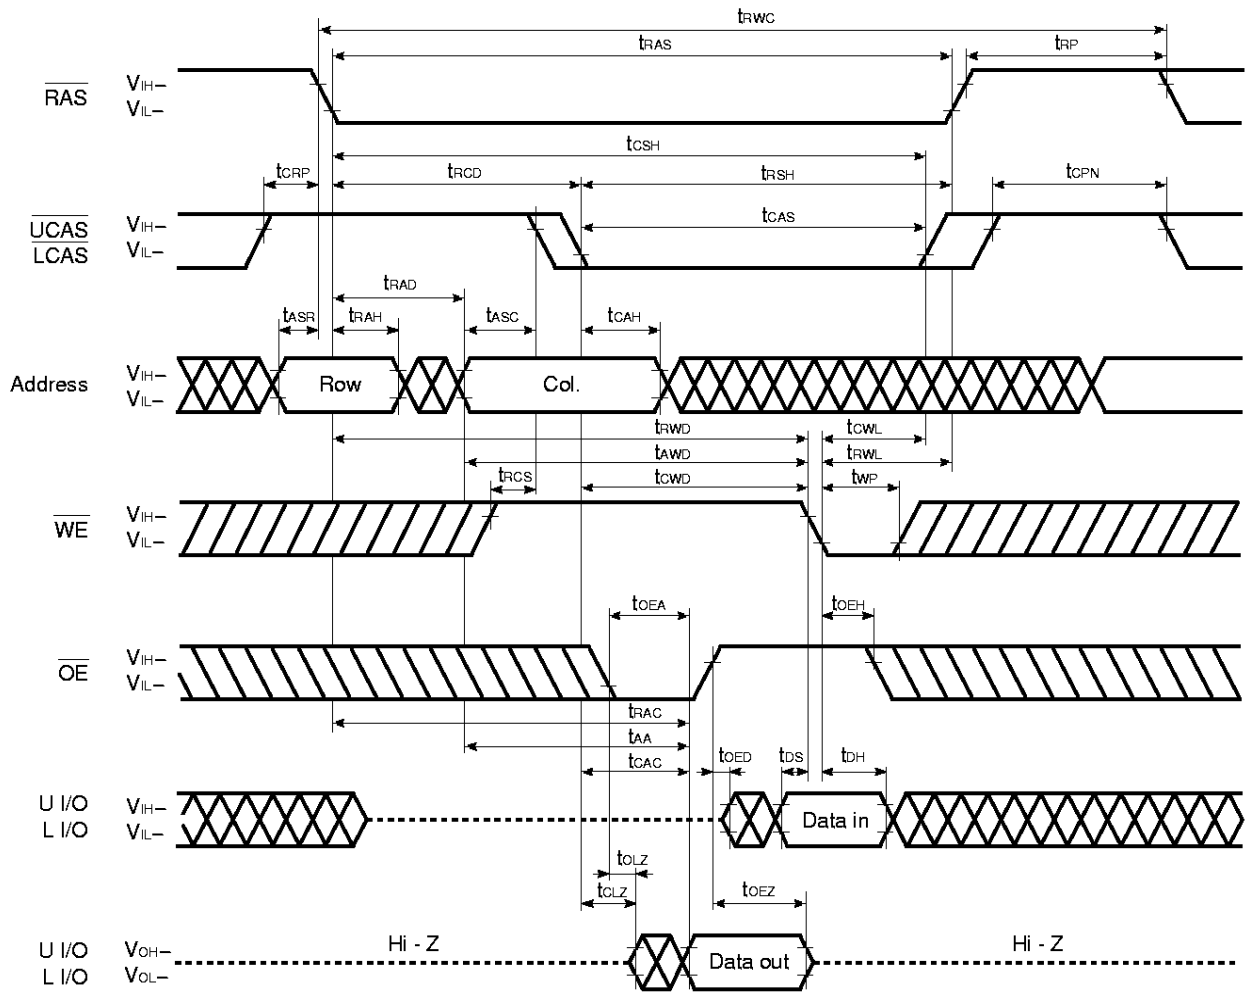 tRWC
tRAS tRP
RAS VIH–
VIL–
tCSH
tCRP tRCD tRSH tCPN
UCAS VIH– tCAS
LCAS VIL–
tRAD
tASR tRAH tASC tCAH
Address VIH– Row Col.
VIL–
tRWD tCWL
tAWD tRWL
tRCS tCWD tWP
WE VIH–
VIL–
tOEA tOEH
OE VIH–
VIL–
tRAC
tAA
tCAC tOED tDS tDH
U I/O VIH–
L I/O VIL– Data in
tOLZ
tCLZ tOEZ
U I/O VOH– Hi - Z Hi - Z
L I/O VOL– Data out